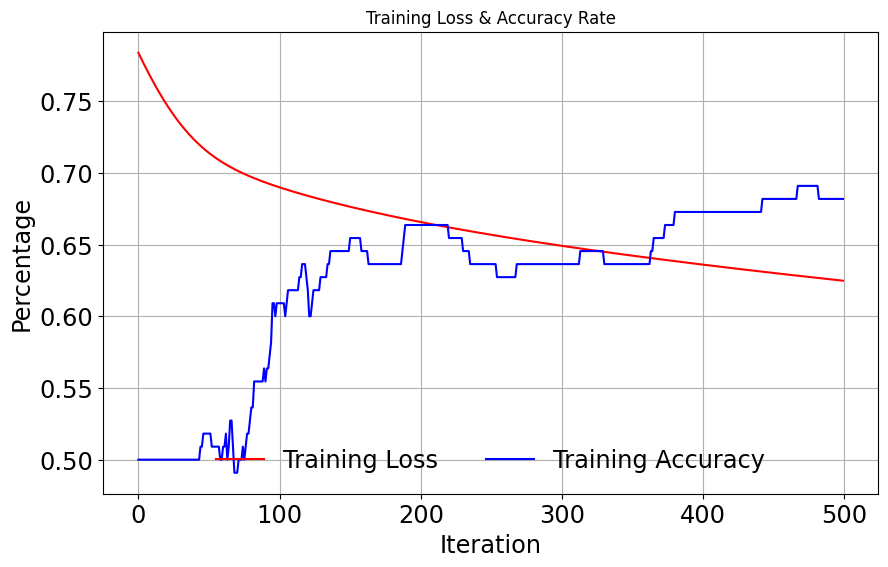 Training Loss & Accuracy Rate
Percentage
0.75
0.70
0.65
0.60
0.55
0.50
Training Loss
Training Accuracy
0
100
200
300
400
500
Iteration